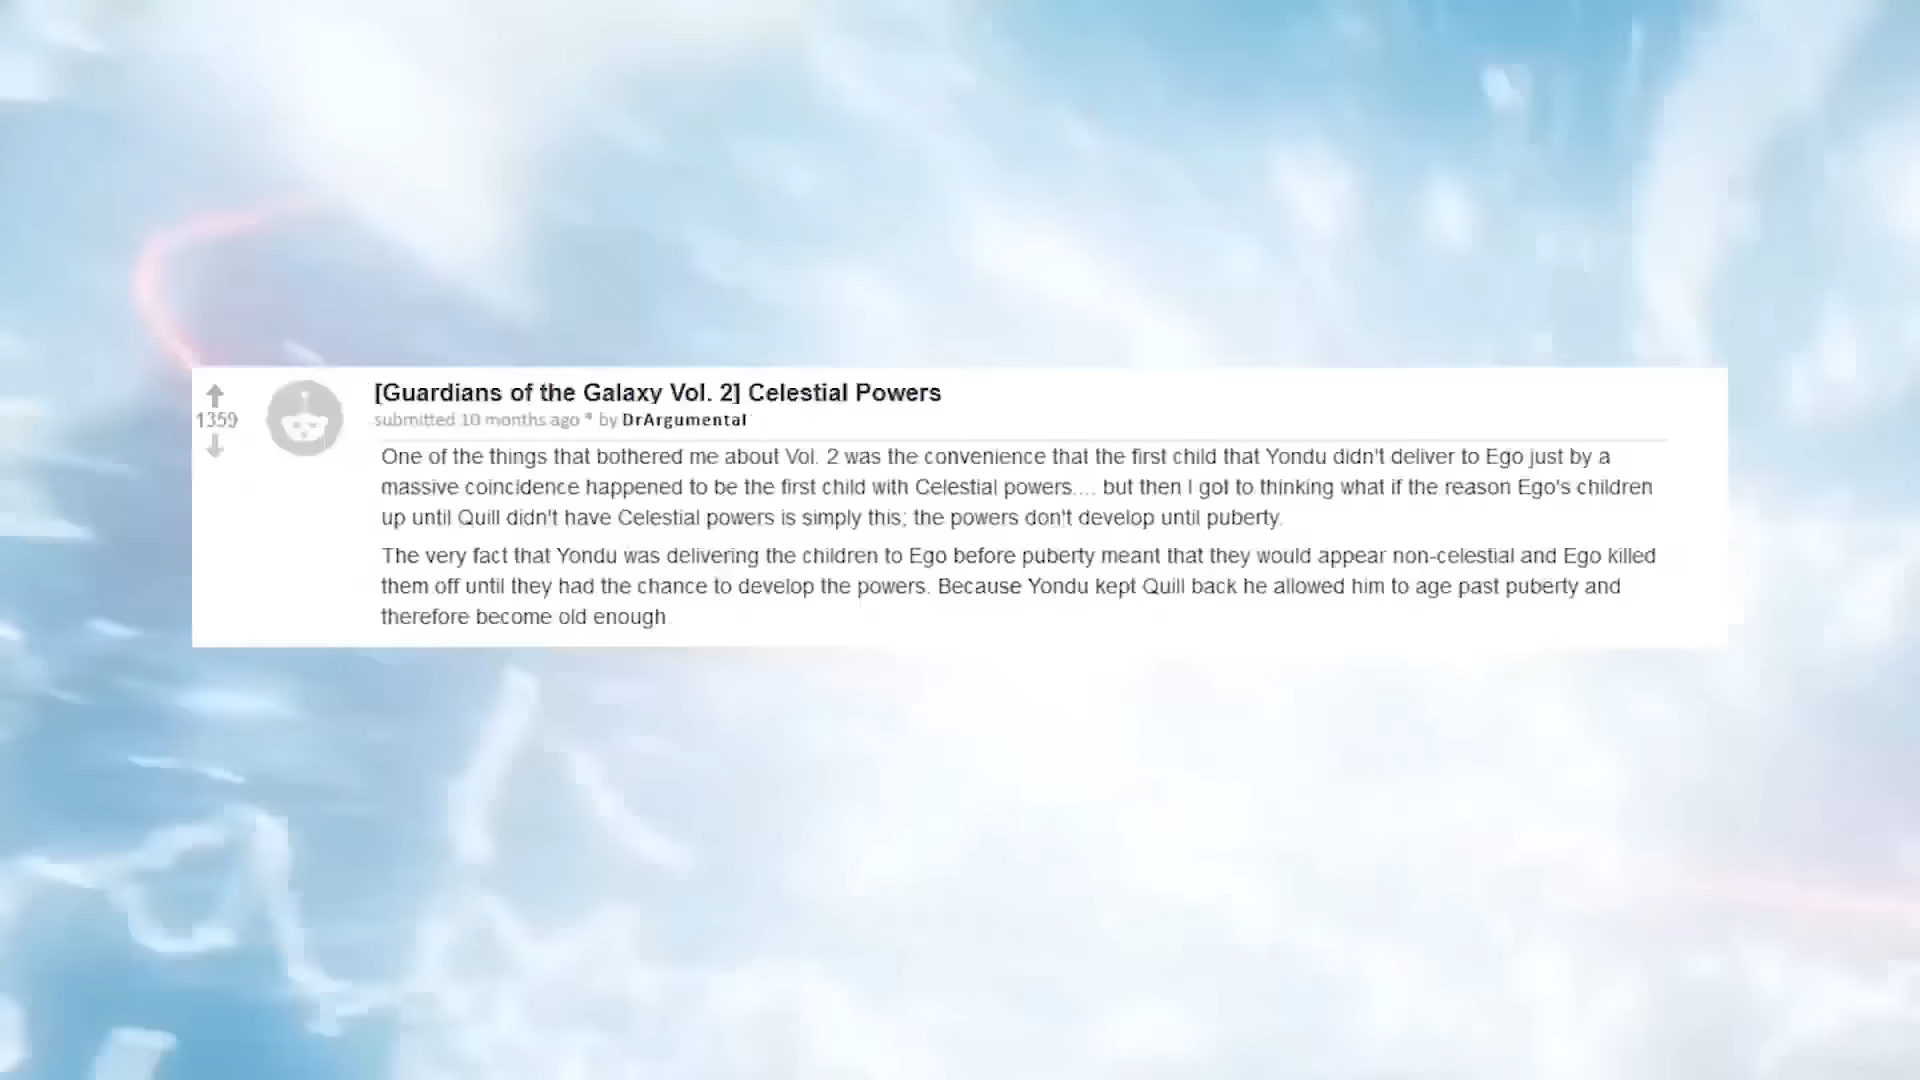 [Guardians of the Galaxy Vol. 2] Celestial Powers
submitted 10 months ago * by DrArgumental
1359
One of the things that bothered me about Vol. 2 was the convenience that the first child that Yondu didn't deliver to Ego just by a
massive coincidence happened to be the first child with Celestial powers.... but then I got to thinking what if the reason Ego's children
up until Quill didn't have Celestial powers is simply this; the powers don't develop until puberty.
The very fact that Yondu was delivering the children to Ego before puberty meant that they would appear non-celestial and Ego killed
them off until they had the chance to develop the powers. Because Yondu kept Quill back he allowed him to age past puberty and
therefore become old enough.